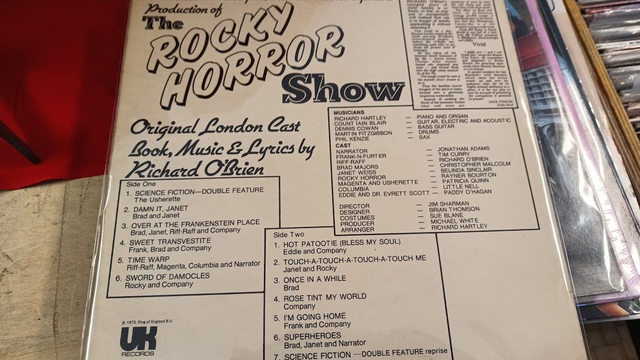 Production of
The
ROCKY
HORROR
Show
Original London Cast
Book, Music & Lyrics by
Richard O'Brien
Vivid
JACK TINKER
MUSICIANS
RICHARD HARTLEY — PIANO AND ORGAN
COUNT IAIN BLAIR — GUITAR, ELECTRIC AND ACOUSTIC
DENNIS COWAN — BASS GUITAR
MARTIN FITZGIBBON — DRUMS
PHIL KENZIE — SAX
CAST
NARRATOR — JONATHAN ADAMS
FRANK-N-FURTER — TIM CURRY
RIFF-RAFF — RICHARD O'BRIEN
BRAD MAJORS — CHRISTOPHER MALCOLM
JANET WEISS — BELINDA SINCLAIR
ROCKY HORROR — RAYNER BOURTON
MAGENTA AND USHERETTE — PATRICIA QUINN
COLUMBIA — LITTLE NELL
EDDIE AND DR. EVRETT SCOTT — PADDY O'HAGAN
DIRECTOR — JIM SHARMAN
DESIGNER — BRIAN THOMSON
COSTUMES — SUE BLANE
PRODUCER — MICHAEL WHITE
ARRANGER — RICHARD HARTLEY
Side One
1. SCIENCE FICTION—DOUBLE FEATURE
The Usherette
2. DAMN IT, JANET
Brad and Janet
3. OVER AT THE FRANKENSTEIN PLACE
Brad, Janet, Riff-Raff and Company
4. SWEET TRANSVESTITE
Frank, Brad and Company
5. TIME WARP
Riff-Raff, Magenta, Columbia and Narrator
6. SWORD OF DAMOCLES
Rocky and Company
Side Two
1. HOT PATOOTIE (BLESS MY SOUL)
Eddie and Company
2. TOUCH-A-TOUCH-A-TOUCH-A-TOUCH ME
Janet and Rocky
3. ONCE IN A WHILE
Brad
4. ROSE TINT MY WORLD
Company
5. I'M GOING HOME
Frank and Company
6. SUPERHEROES
Brad, Janet and Narrator
7. SCIENCE FICTION —DOUBLE FEATURE reprise
℗ 1973, King of England B.V.
UK
RECORDS